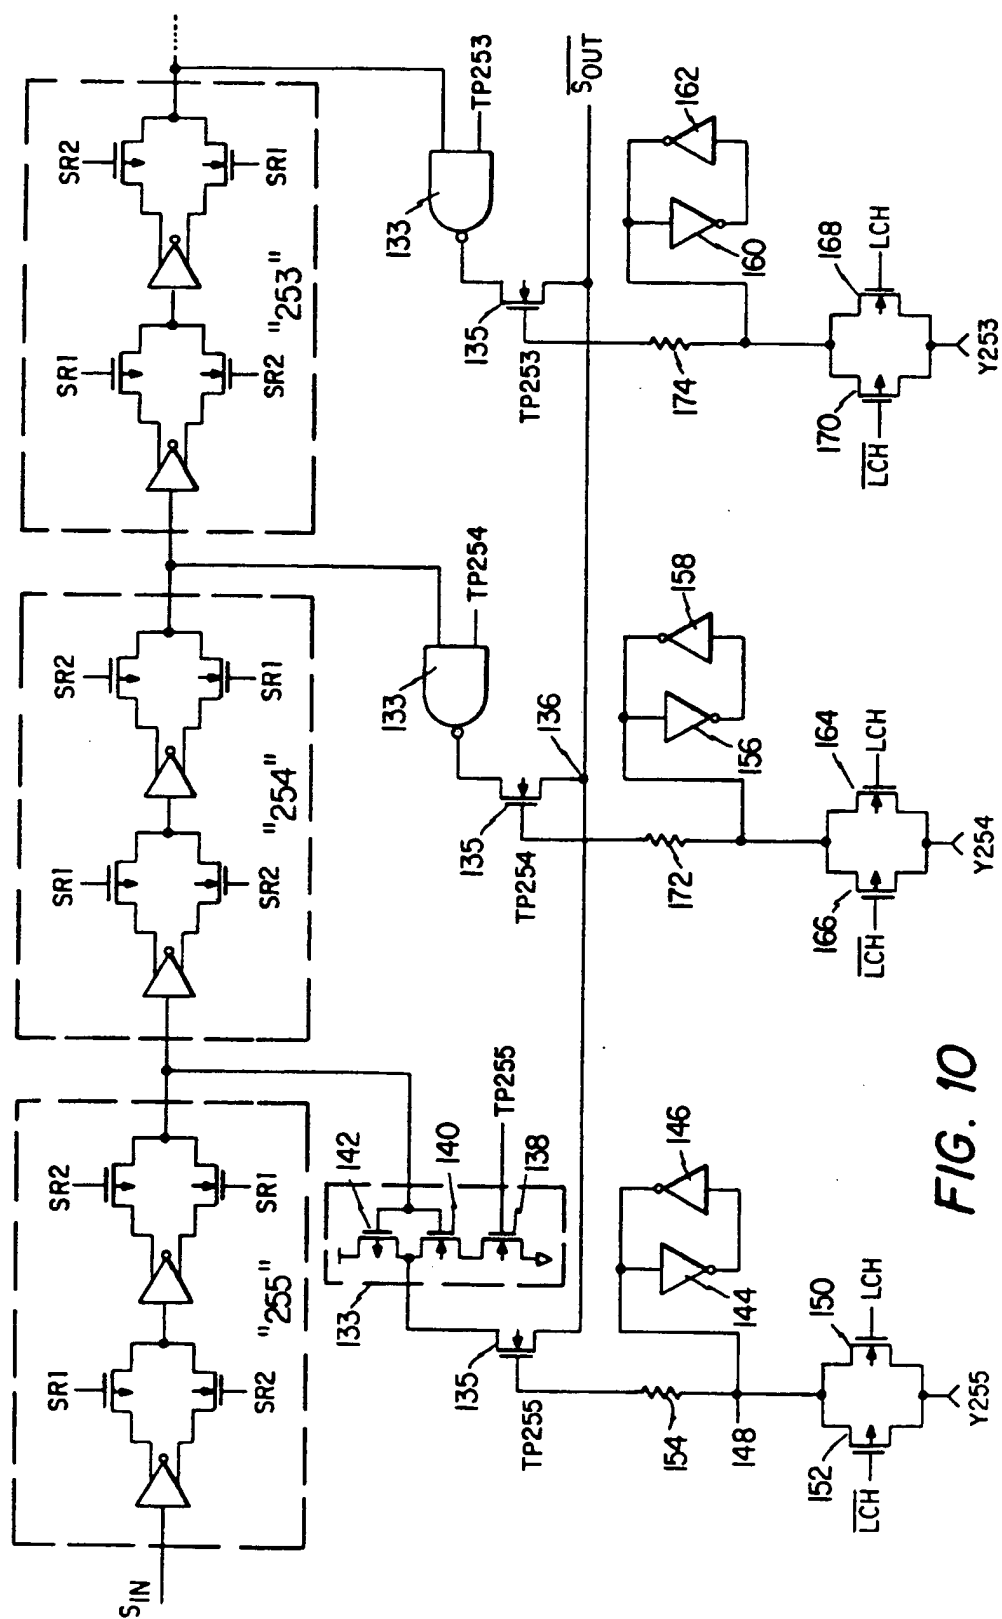 SIN
SR1
SR2
SR2
SR1
"255"
SR1
SR2
SR2
SR1
"254"
SR1
SR2
SR2
SR1
"253"
133
142
140
TP255
138
133
TP254
133
TP253
135
TP255
135
TP254
136
135
TP253
SOUT
154
148
144
146
172
156
158
174
160
162
152
LCH
150
LCH
Y255
166
LCH
164
LCH
Y254
170
LCH
168
LCH
Y253
FIG. 10